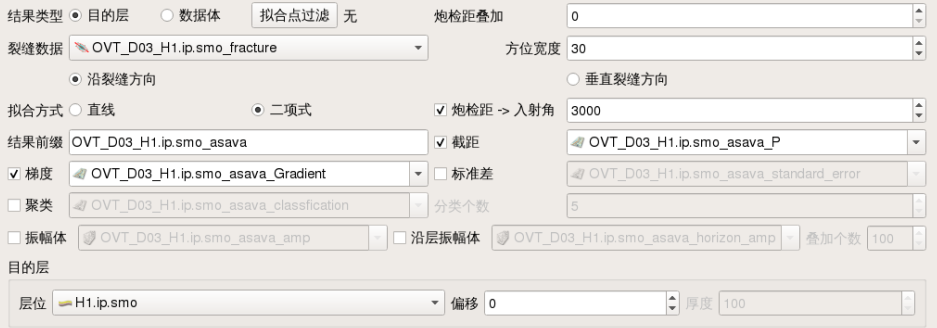 结果类型 目的层 数据体 拟合点过滤 无 炮检距叠加 0
裂缝数据 OVT_D03_H1.ip.smo_fracture 方位宽度 30
沿裂缝方向 垂直裂缝方向
拟合方式 直线 二项式 炮检距 -> 入射角 3000
结果前缀 OVT_D03_H1.ip.smo_asava 截距 OVT_D03_H1.ip.smo_asava_P
梯度 OVT_D03_H1.ip.smo_asava_Gradient 标准差 OVT_D03_H1.ip.smo_asava_standard_error
聚类 OVT_D03_H1.ip.smo_asava_classfication 分类个数 5
振幅体 OVT_D03_H1.ip.smo_asava_amp 沿层振幅体 OVT_D03_H1.ip.smo_asava_horizon_amp 叠加个数 100
目的层
层位 H1.ip.smo 偏移 0 厚度 100